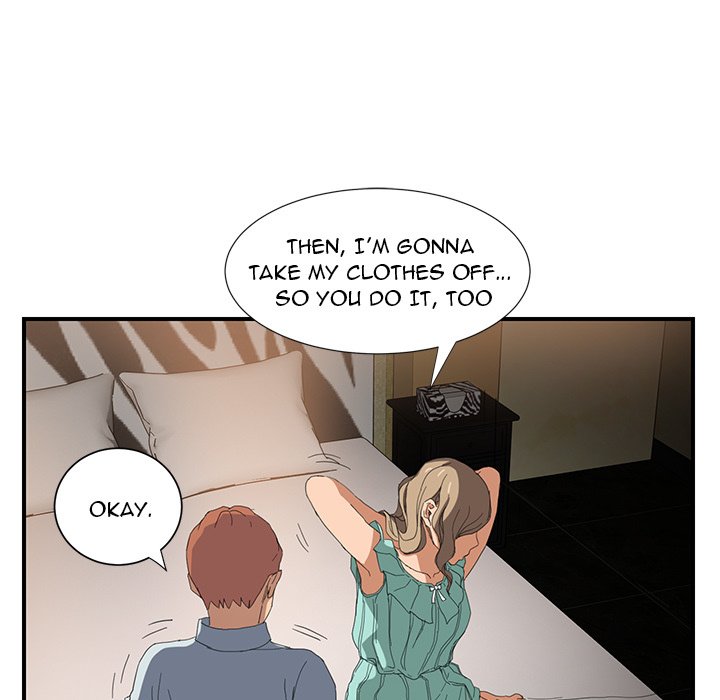 THEN, I'M GONNA
TAKE MY CLOTHES OFF...
SO YOU DO IT, TOO
OKAY.